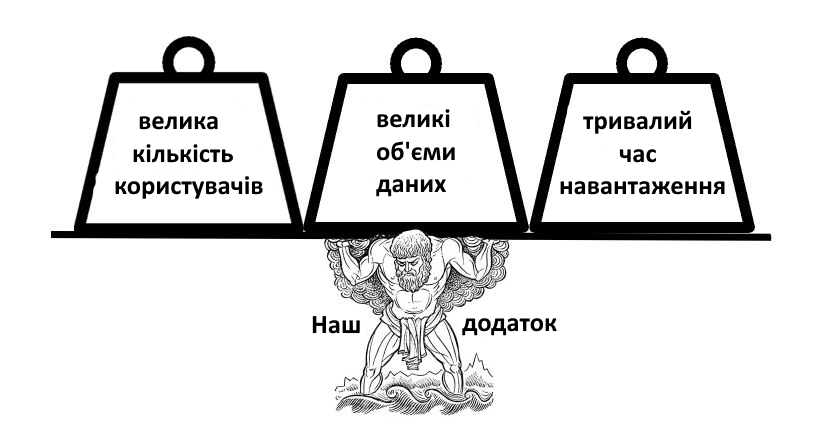 велика
кількість
користувачів
великі
об'єми
даних
тривалий
час
навантаження
Наш додаток